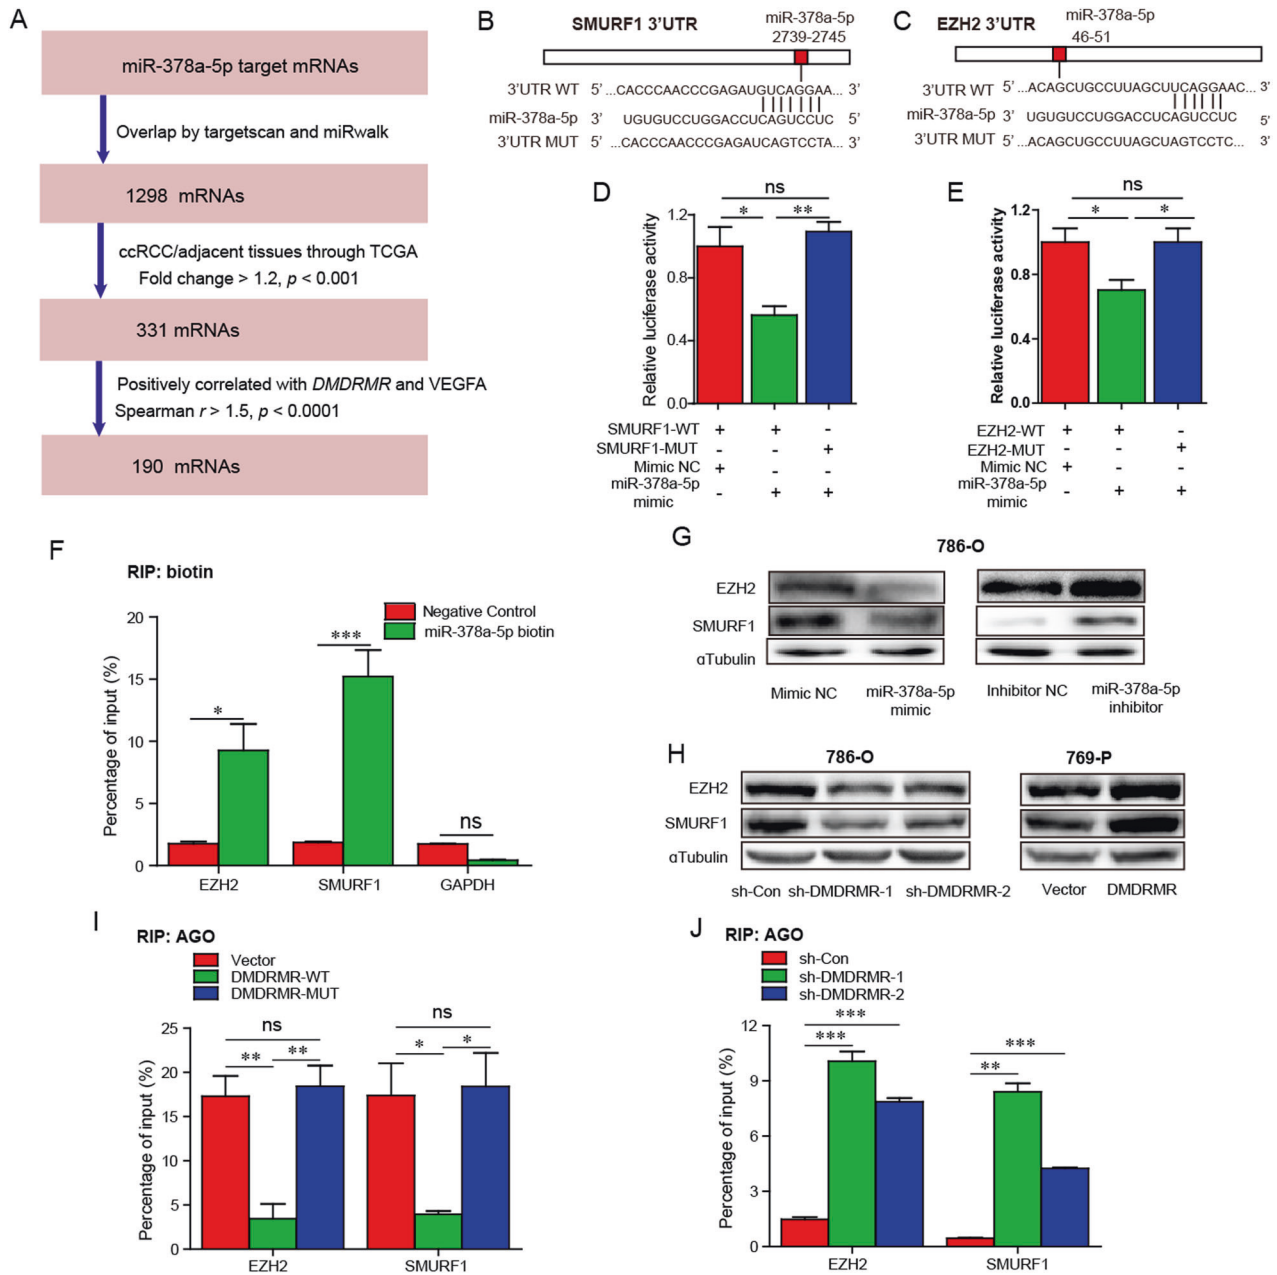 A
miR-378a-5p target mRNAs
Overlap by targetscan and miRwalk
1298 mRNAs
ccRCC/adjacent tissues through TCGA
Fold change > 1.2, p < 0.001
331 mRNAs
Positively correlated with DMDRMR and VEGFA
Spearman r > 1.5, p < 0.0001
190 mRNAs
B
SMURF1 3'UTR
miR-378a-5p
2739-2745
3'UTR WT 5' ...CACCCAACCCGAGAUGUCAGGAA... 3'
miR-378a-5p 3' UGUGUCCUGGACCUCAGUCCUC 5'
3'UTR MUT 5' ...CACCCAACCCGAGAUCAGTCCTA... 3'
C
EZH2 3'UTR
miR-378a-5p
46-51
3'UTR WT 5' ...ACAGCUGCCUUAGCUUCAGGAAC... 3'
miR-378a-5p 3' UGUGUCCUGGACCUCAGUCCUC 5'
3'UTR MUT 5' ...ACAGCUGCCUUAGCUAGTCCTC... 3'
D
Relative luciferase activity
1.2
0.8
0.4
0.0
ns
* **
SMURF1-WT + + -
SMURF1-MUT - - +
Mimic NC + - -
miR-378a-5p mimic - + +
E
Relative luciferase activity
1.2
0.8
0.4
0.0
ns
* *
EZH2-WT + + -
EZH2-MUT - - +
Mimic NC + - -
miR-378a-5p mimic - + +
F
RIP: biotin
Negative Control
miR-378a-5p biotin
Percentage of input (%)
20
15
10
5
0
* *** ns
EZH2 SMURF1 GAPDH
G
786-O
EZH2
SMURF1
αTubulin
Mimic NC miR-378a-5p mimic Inhibitor NC miR-378a-5p inhibitor
H
786-O 769-P
EZH2
SMURF1
αTubulin
sh-Con sh-DMDRMR-1 sh-DMDRMR-2 Vector DMDRMR
I
RIP: AGO
Vector
DMDRMR-WT
DMDRMR-MUT
Percentage of input (%)
25
20
15
10
5
0
ns ns
** ** * *
EZH2 SMURF1
J
RIP: AGO
sh-Con
sh-DMDRMR-1
sh-DMDRMR-2
Percentage of input (%)
12
9
6
3
0
*** ***
*** **
EZH2 SMURF1